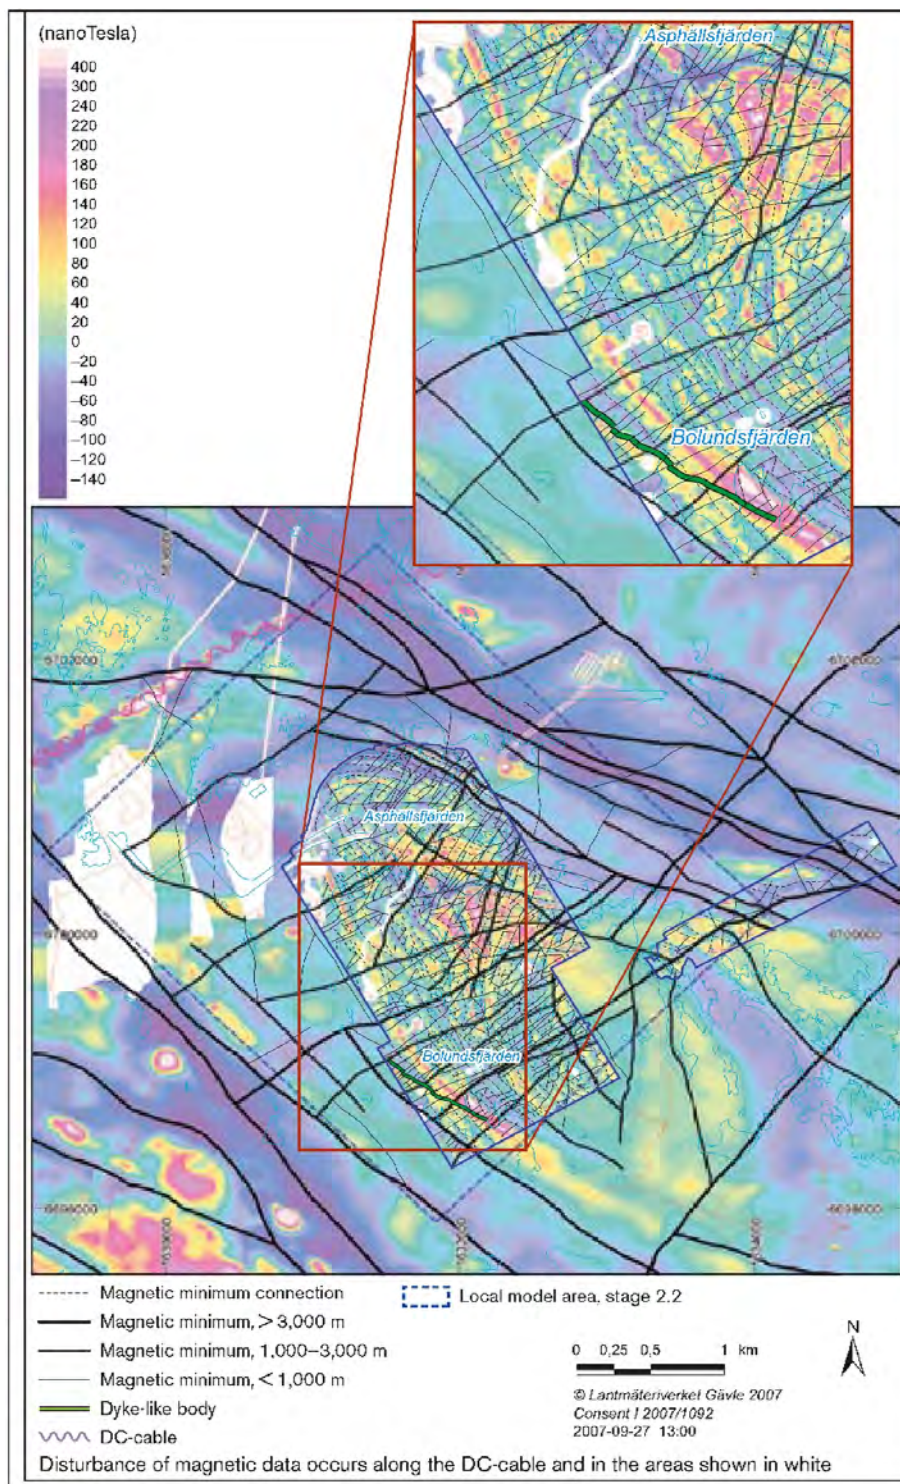 (nanoTesla)
400
300
240
220
200
180
160
140
120
100
80
60
40
20
0
−20
−40
−60
−80
−100
−120
−140
Asphällsfjärden
Bolundsfjärden
6702000
6702000
Asphällsfjärden
6700000
6700000
Bolundsfjärden
6698000
6698000
1634000
Magnetic minimum connection
Magnetic minimum, > 3,000 m
Magnetic minimum, 1,000–3,000 m
Magnetic minimum, < 1,000 m
Dyke-like body
DC-cable
Local model area, stage 2.2
N
0 0,25 0,5 1 km
© Lantmäteriverket Gävle 2007
Consent I 2007/1092
2007-09-27 13:00
Disturbance of magnetic data occurs along the DC-cable and in the areas shown in white